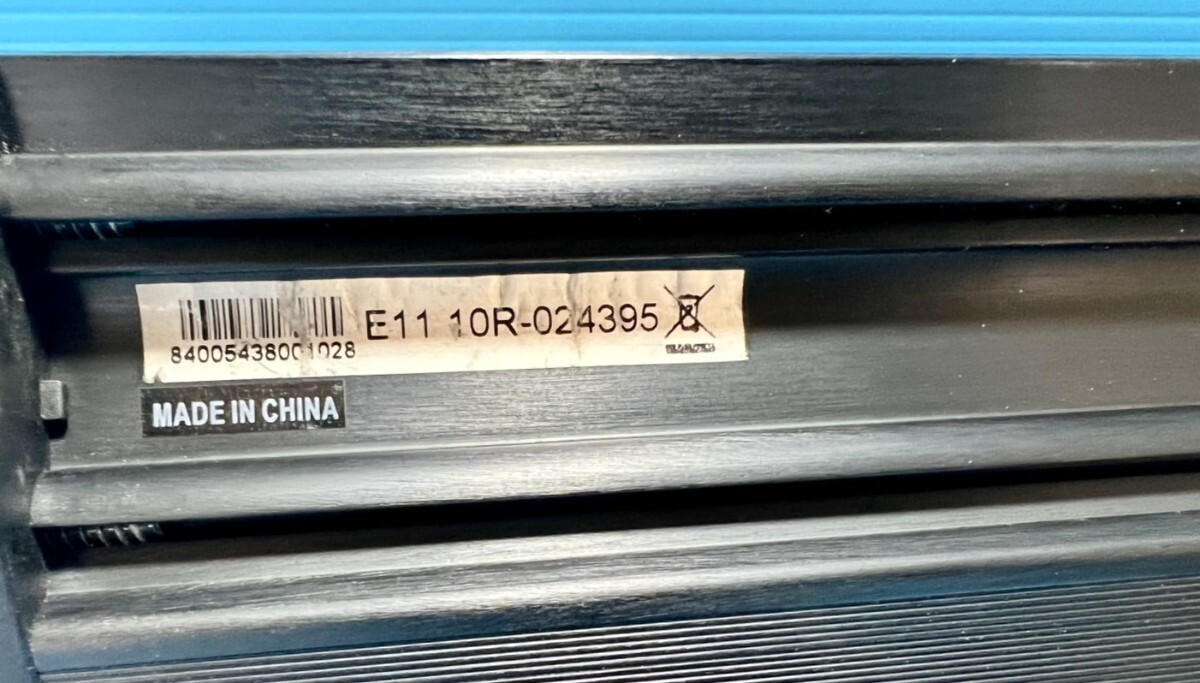 E11 10R-024395
84005438001028
MADE IN CHINA